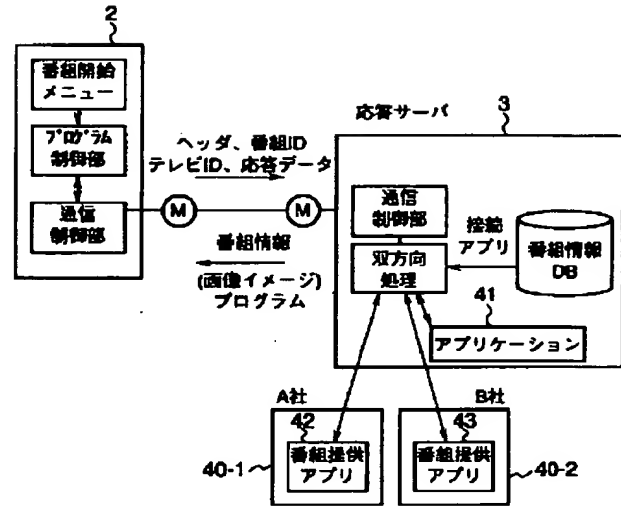 2
番組開始
メニュー
プログラム
制御部
通信
制御部
ヘッダ、番組ID
テレビID、応答データ
M
M
番組情報
(画像イメージ)
プログラム
応答サーバ
3
通信
制御部
双方向
処理
接続
アプリ
番組情報
DB
41
アプリケーション
A社
42
番組提供
アプリ
40-1
B社
43
番組提供
アプリ
40-2